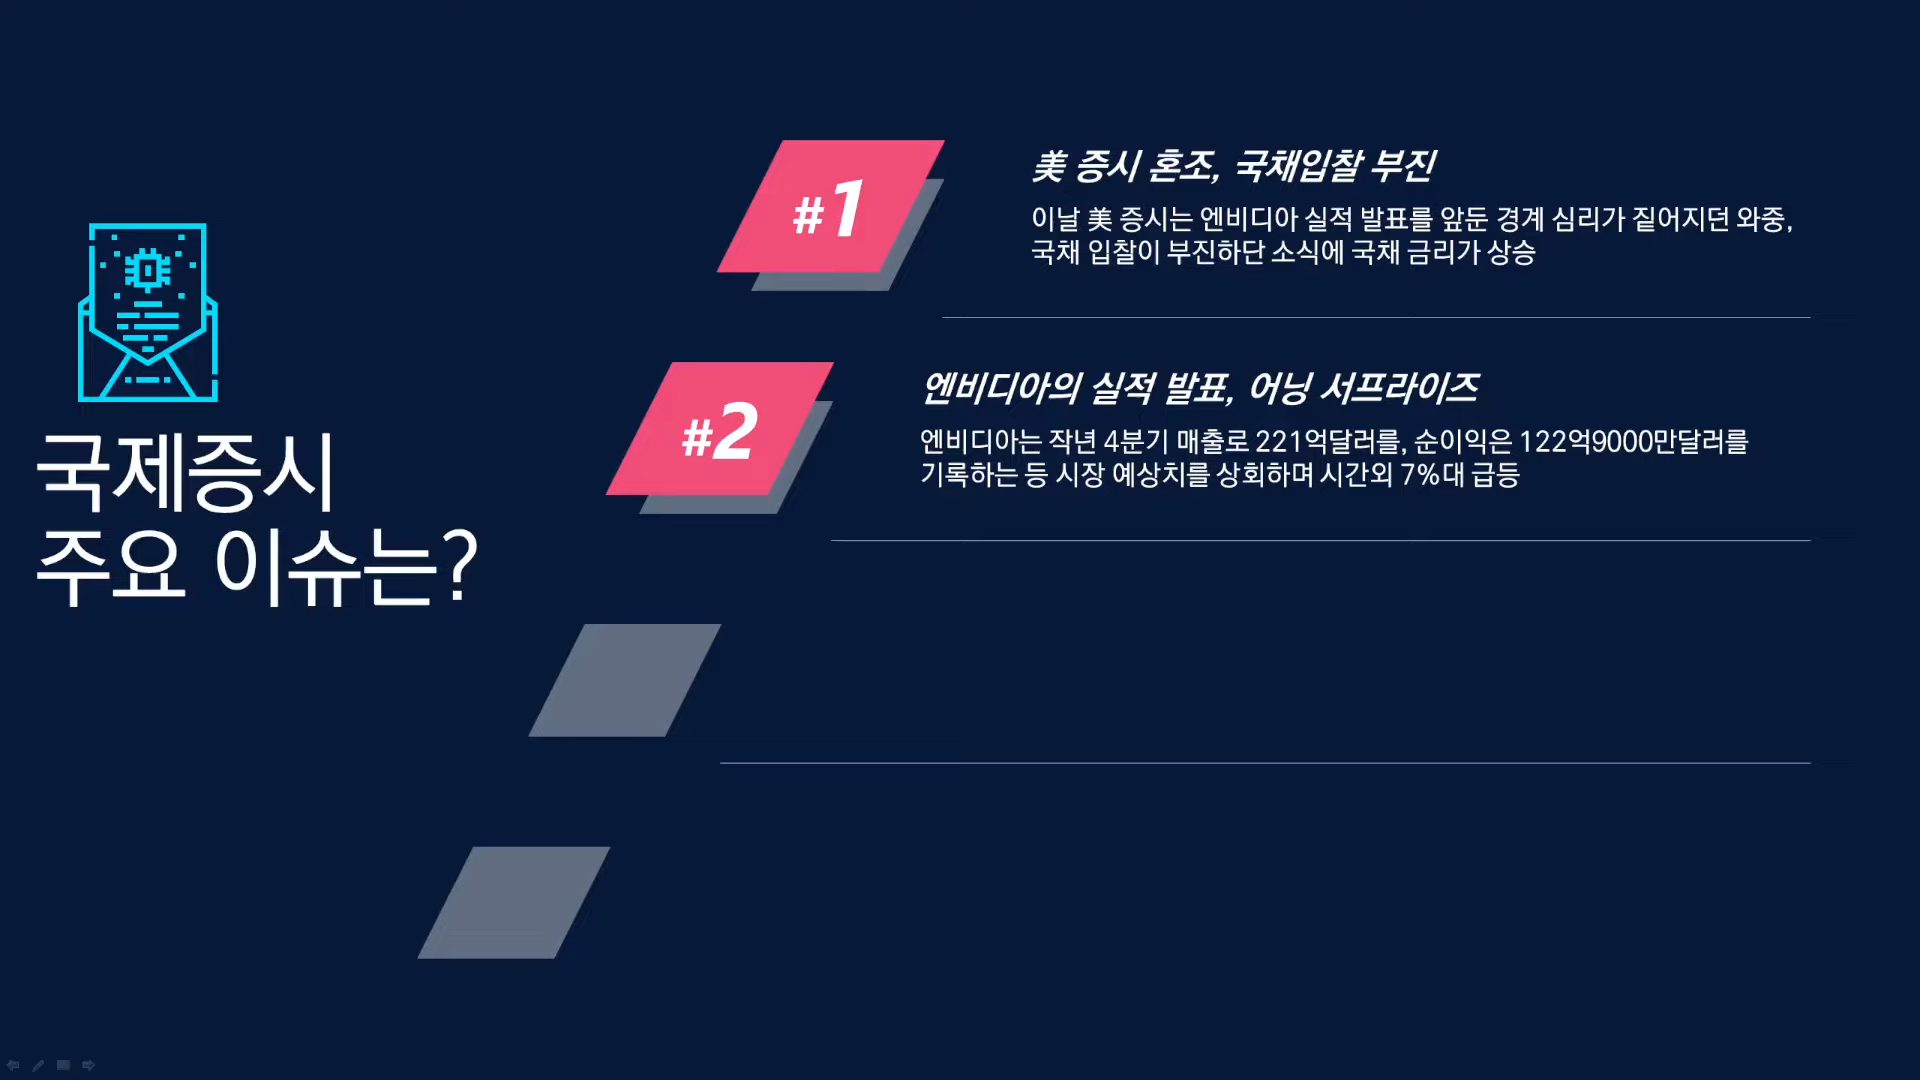 국제증시
주요 이슈는?
#1
美 증시 혼조, 국채입찰 부진
이날 美 증시는 엔비디아 실적 발표를 앞둔 경계 심리가 짙어지던 와중,
국채 입찰이 부진하단 소식에 국채 금리가 상승
#2
엔비디아의 실적 발표, 어닝 서프라이즈
엔비디아는 작년 4분기 매출로 221억달러를, 순이익은 122억9000만달러를
기록하는 등 시장 예상치를 상회하며 시간외 7%대 급등